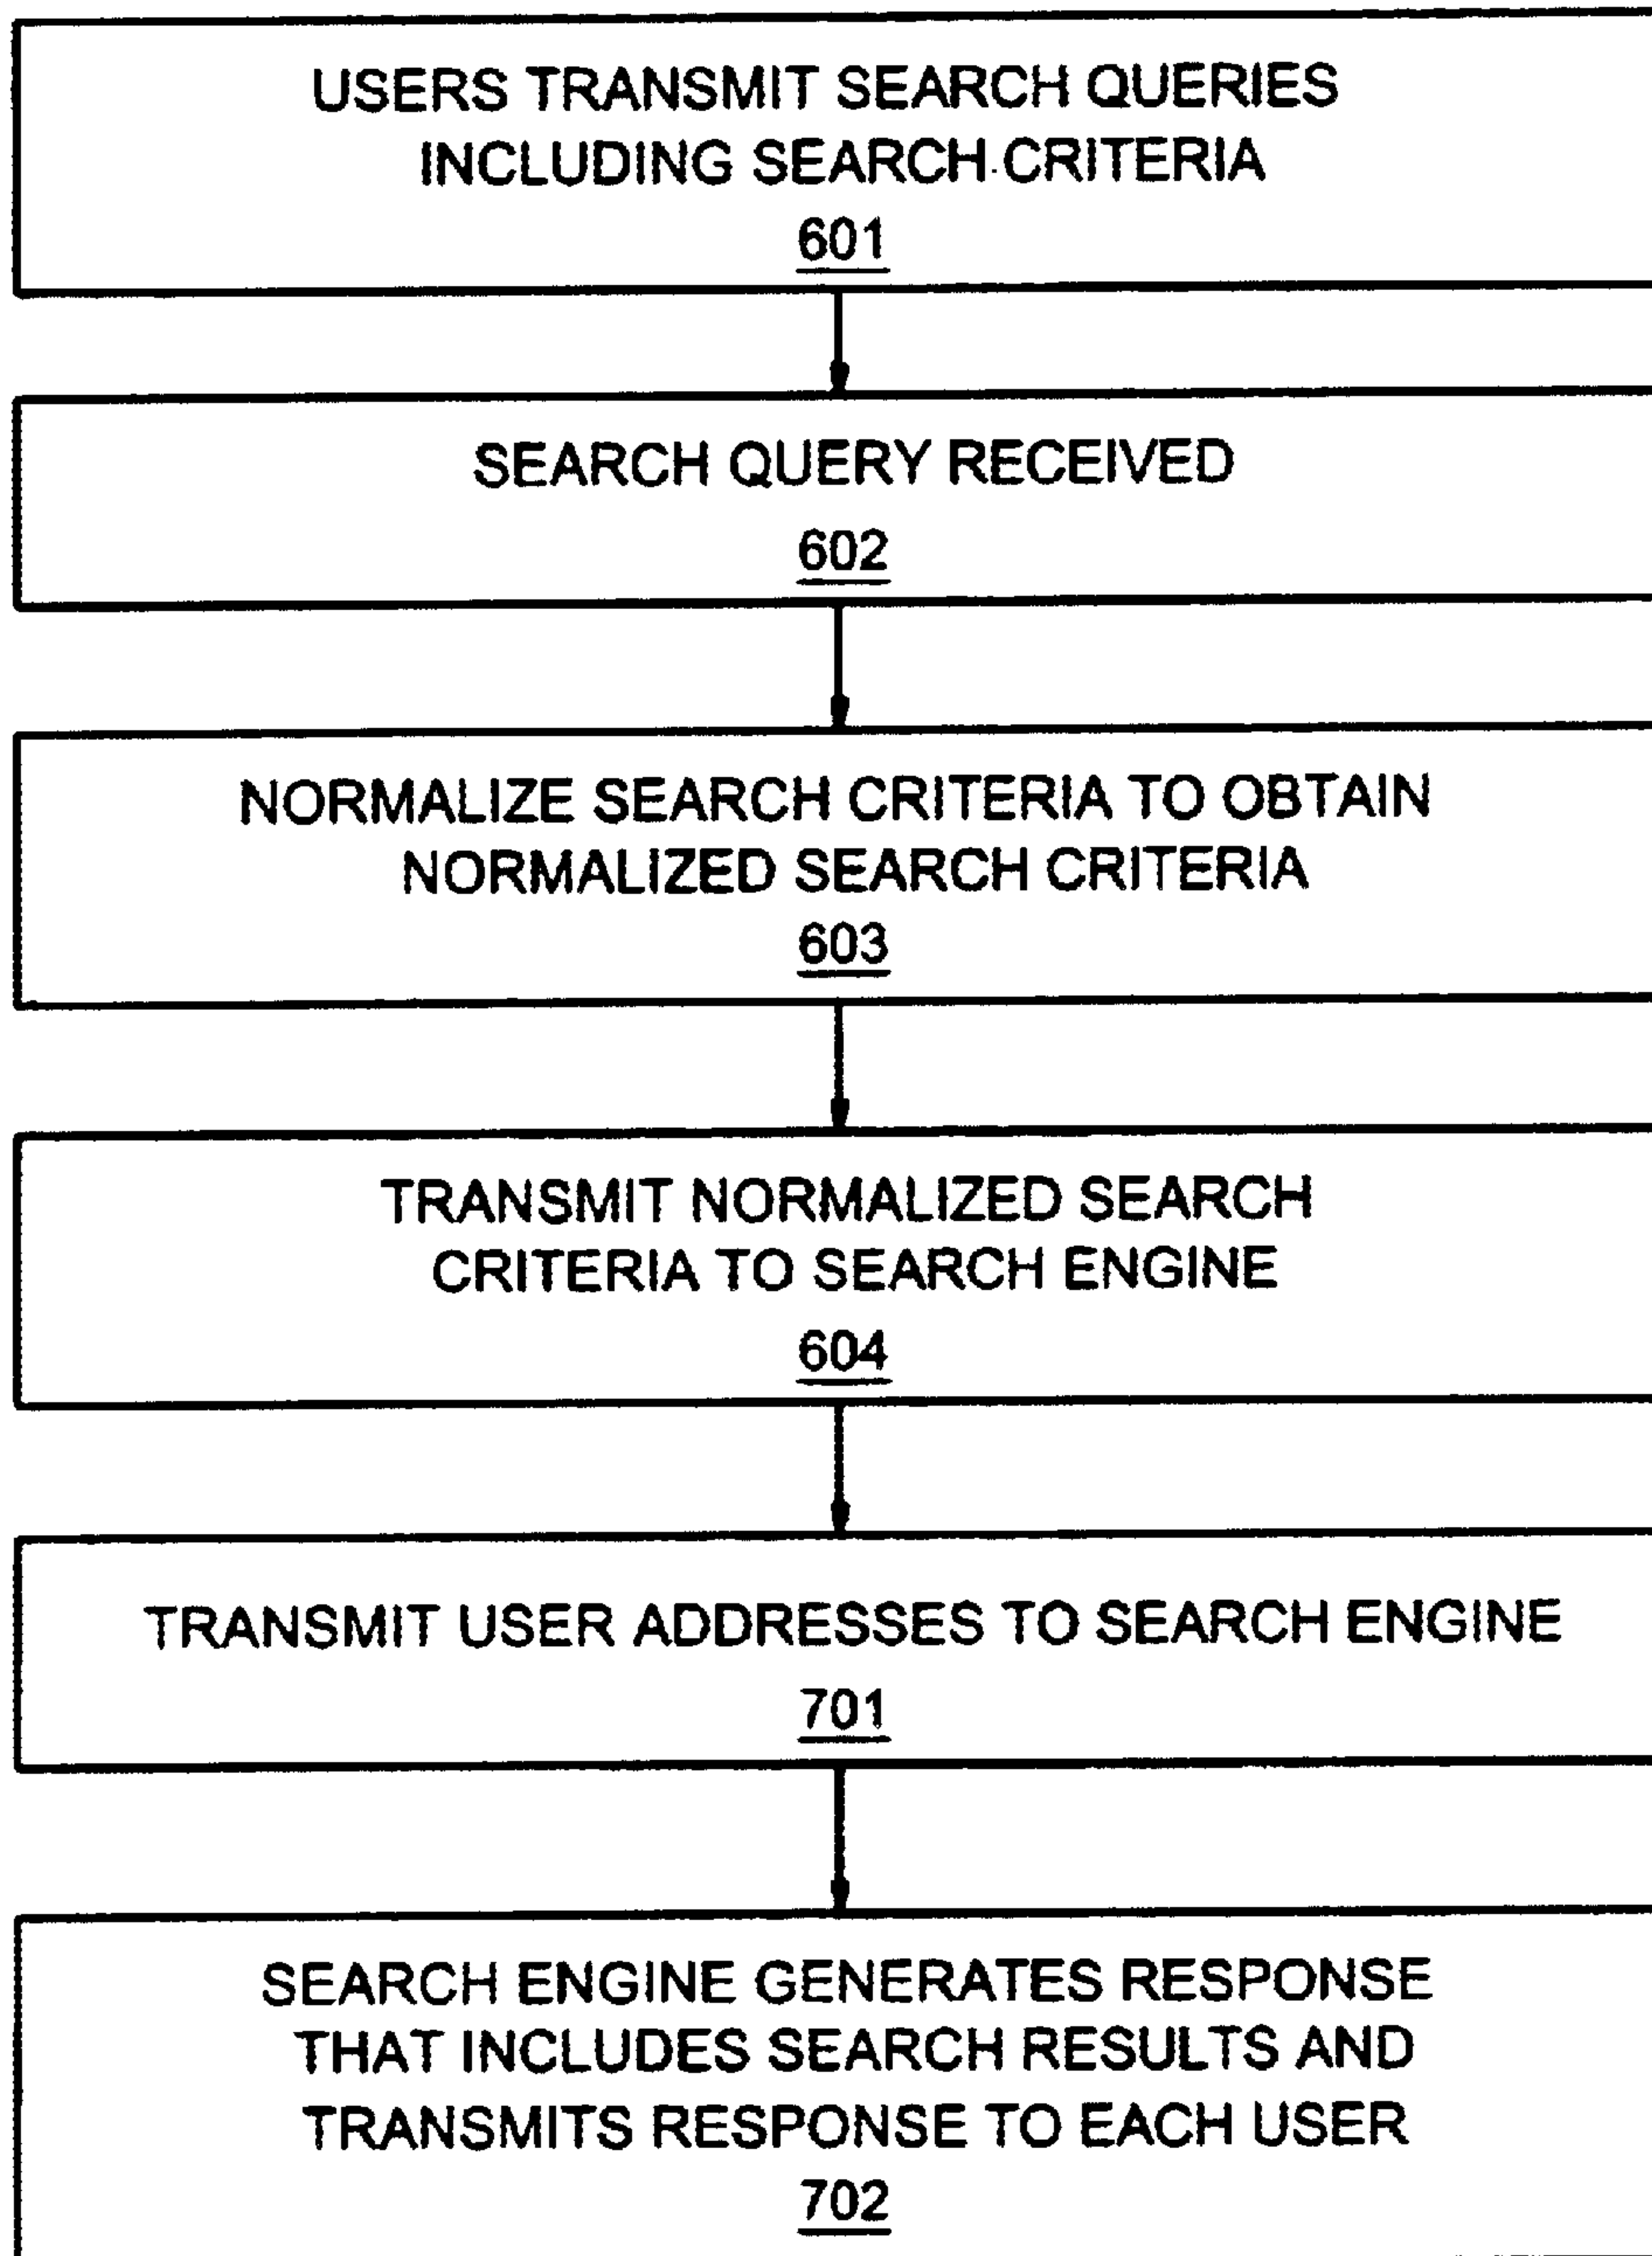 USERS TRANSMIT SEARCH QUERIES
INCLUDING SEARCH CRITERIA
601
SEARCH QUERY RECEIVED
602
NORMALIZE SEARCH CRITERIA TO OBTAIN
NORMALIZED SEARCH CRITERIA
603
TRANSMIT NORMALIZED SEARCH
CRITERIA TO SEARCH ENGINE
604
TRANSMIT USER ADDRESSES TO SEARCH ENGINE
701
SEARCH ENGINE GENERATES RESPONSE
THAT INCLUDES SEARCH RESULTS AND
TRANSMITS RESPONSE TO EACH USER
702